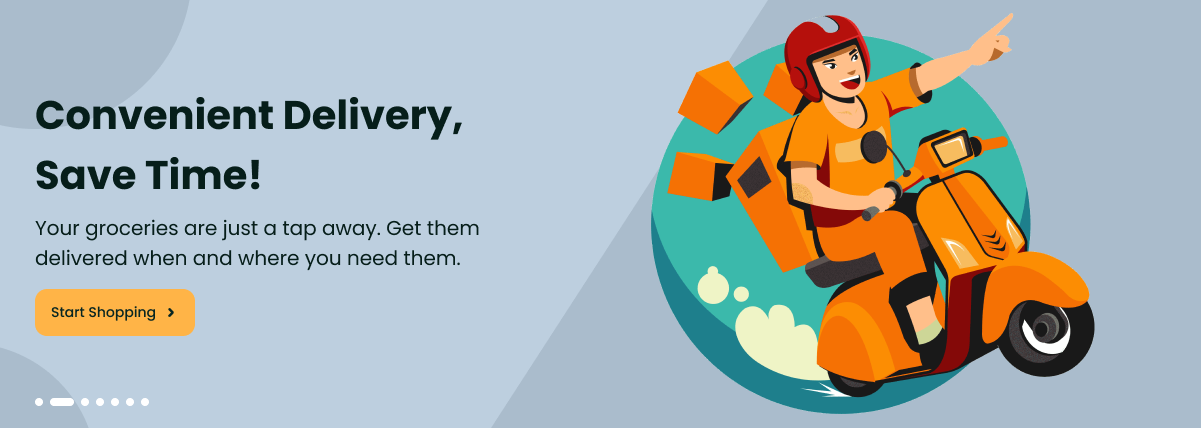 Convenient Delivery,
Save Time!
Your groceries are just a tap away. Get them
delivered when and where you need them.
Start Shopping